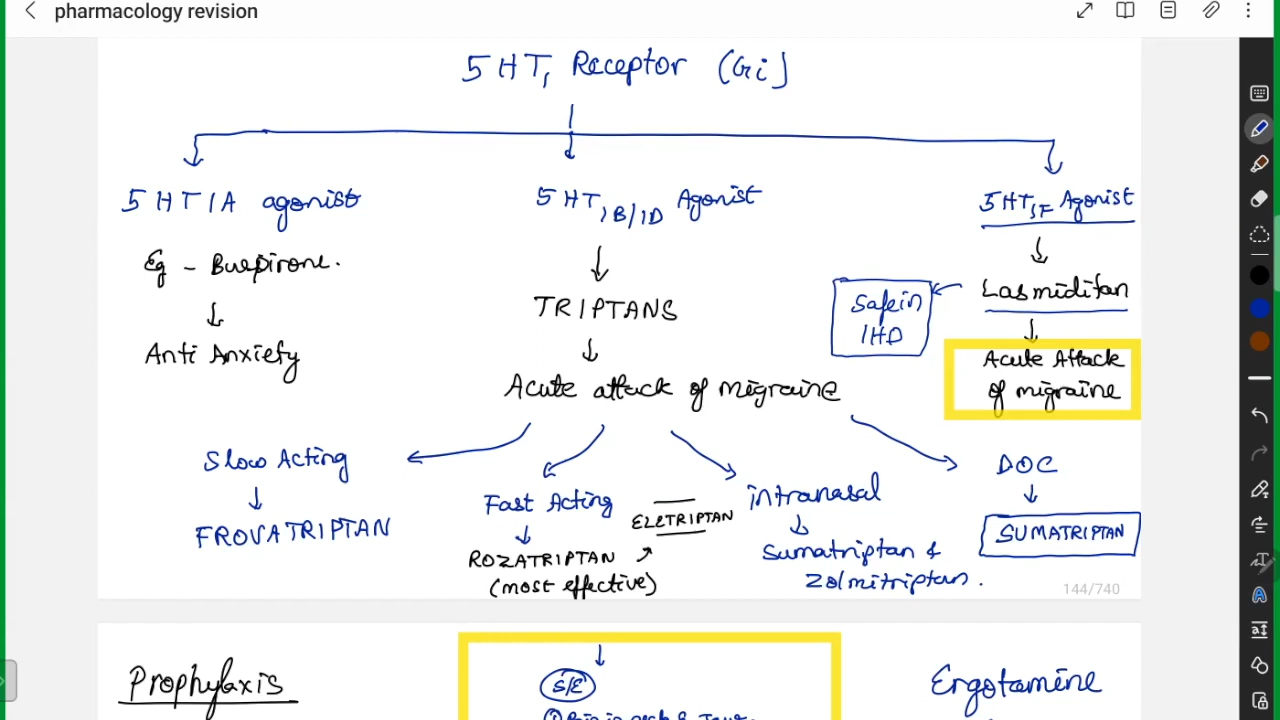 pharmacology revision
5HT1 Receptor (Gi)
5HT1A agonist
5HT1B/1D Agonist
5HT1F Agonist
Eg - Buspirone.
TRIPTANS
Lasmiditan
Safe in
IHD
Anti Anxiety
Acute attack of migraine
Acute Attack
of migraine
Slow Acting
FROVATRIPTAN
Fast Acting
ROZATRIPTAN
(most effective)
ELETRIPTAN
intranasal
Sumatriptan &
Zolmitriptan.
DOC
SUMATRIPTAN
144/740
Prophylaxis
S/E
Ergotamine